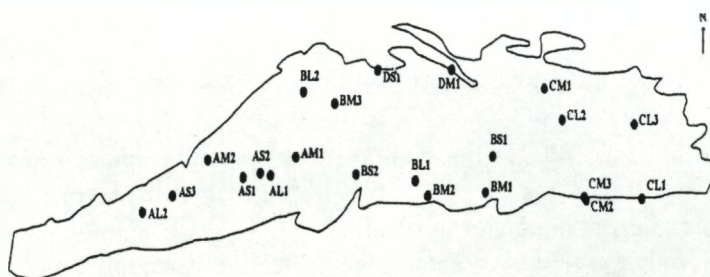 N
BL2
DS1
DM1
BM3
CM1
CL2
CL3
BS1
AM2
AS2
AM1
AS1
AL1
BS2
BL1
AS3
BM2
BM1
CM3
CL1
CM2
AL2